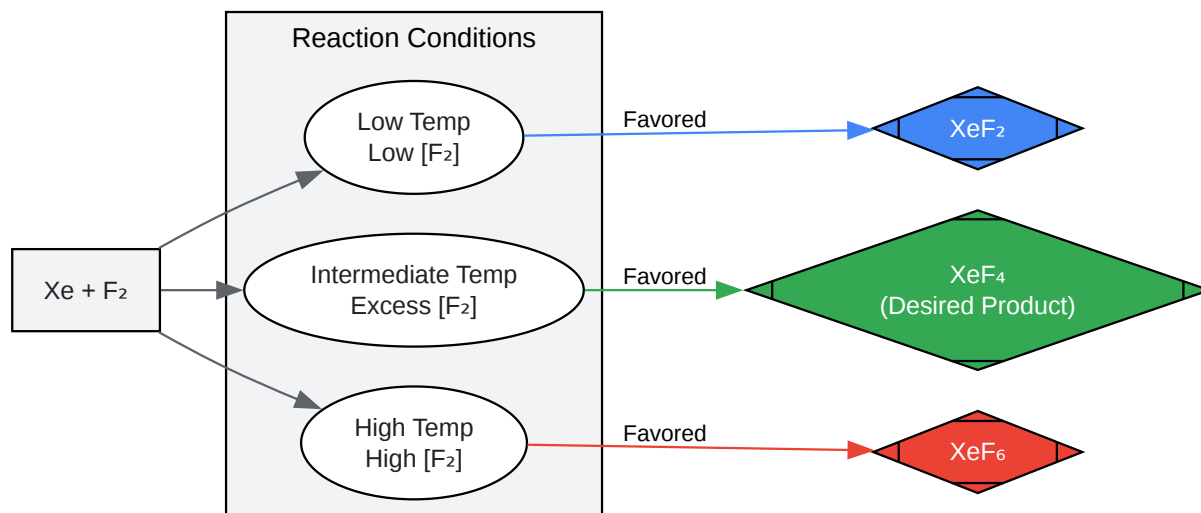 Reaction Conditions
Low Temp
Low [F₂]
Favored
XeF₂
Xe + F₂
Intermediate Temp
Excess [F₂]
Favored
XeF₄
(Desired Product)
High Temp
High [F₂]
Favored
XeF₆